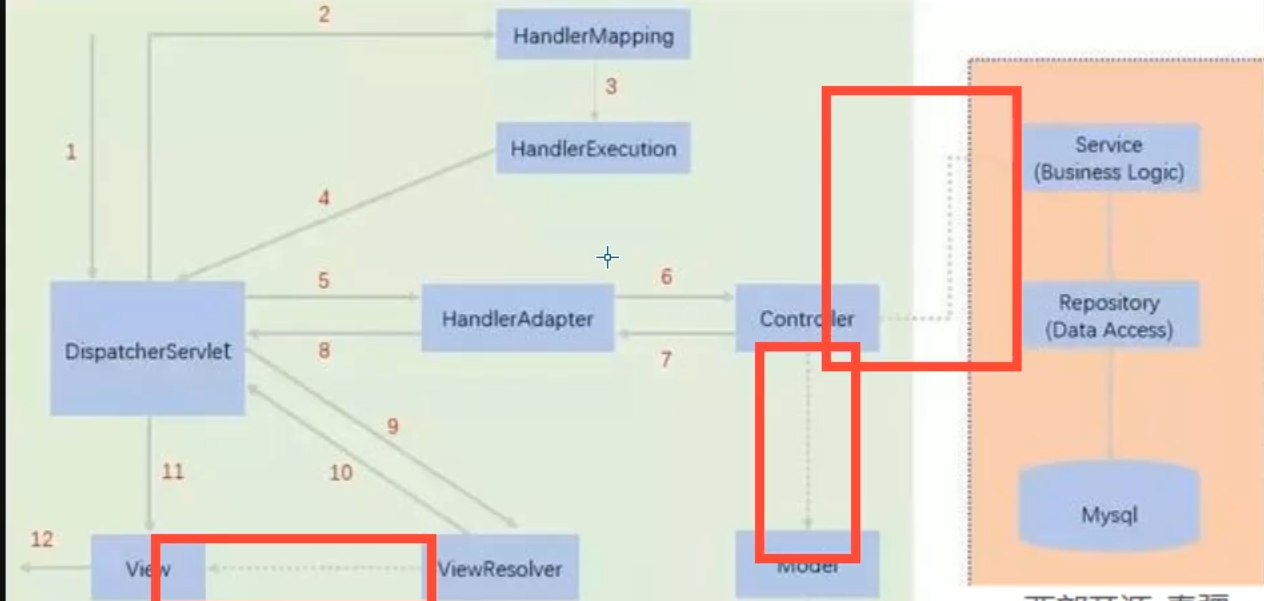 2
HandlerMapping
3
1
HandlerExecution
Service
(Business Logic)
4
5
6
HandlerAdapter
Controller
Repository
(Data Access)
DispatcherServlet
8
7
9
10
11
Mysql
12
View
ViewResolver
Model